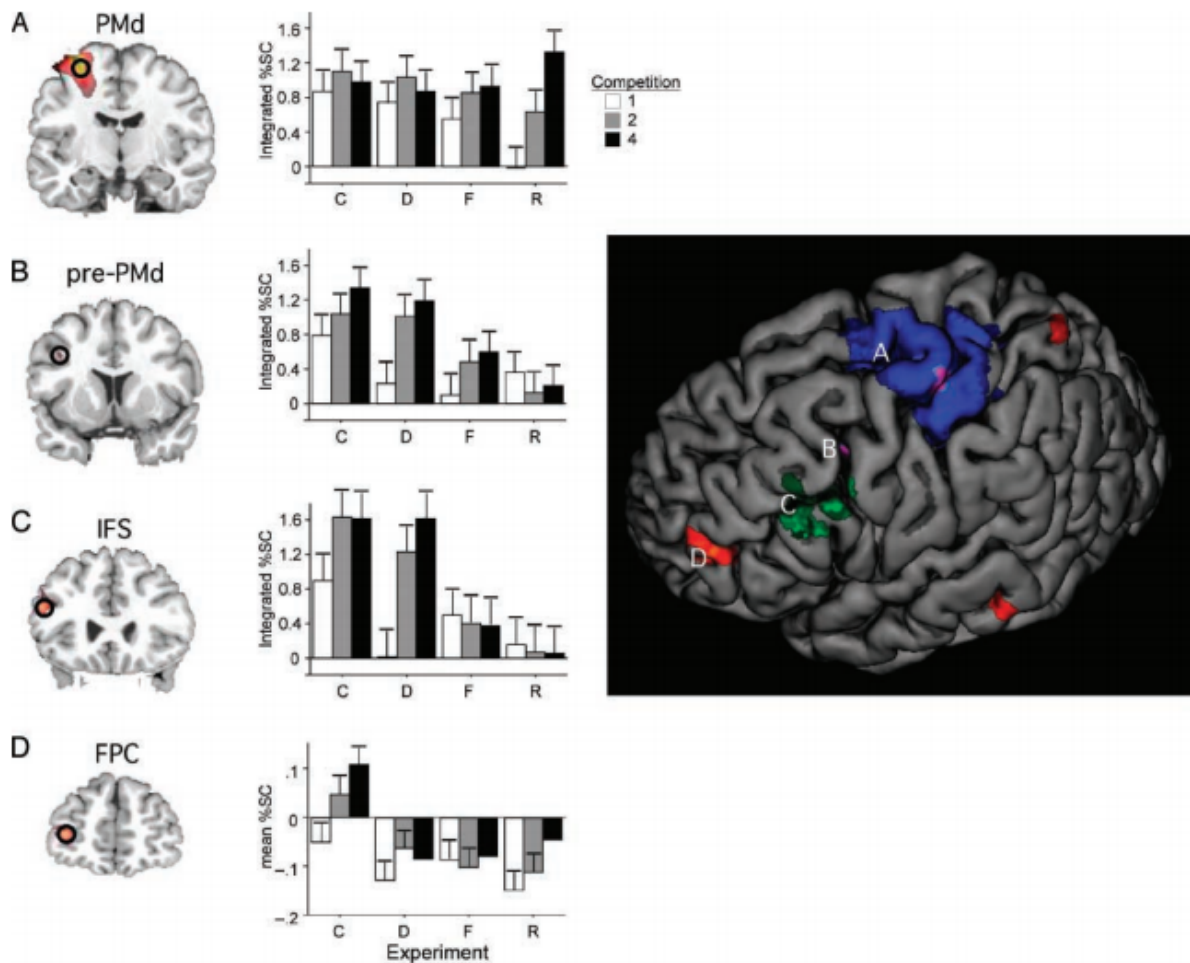 A PMd
Integrated %SC
1.6
1.2
0.8
0.4
0
C D F R
Competition
1
2
4
B pre-PMd
Integrated %SC
1.6
1.2
0.8
0.4
0
C D F R
C IFS
Integrated %SC
1.6
1.2
0.8
0.4
0
C D F R
D FPC
mean %SC
.1
0
-.1
-.2
C D F R
Experiment
A
B
C
D